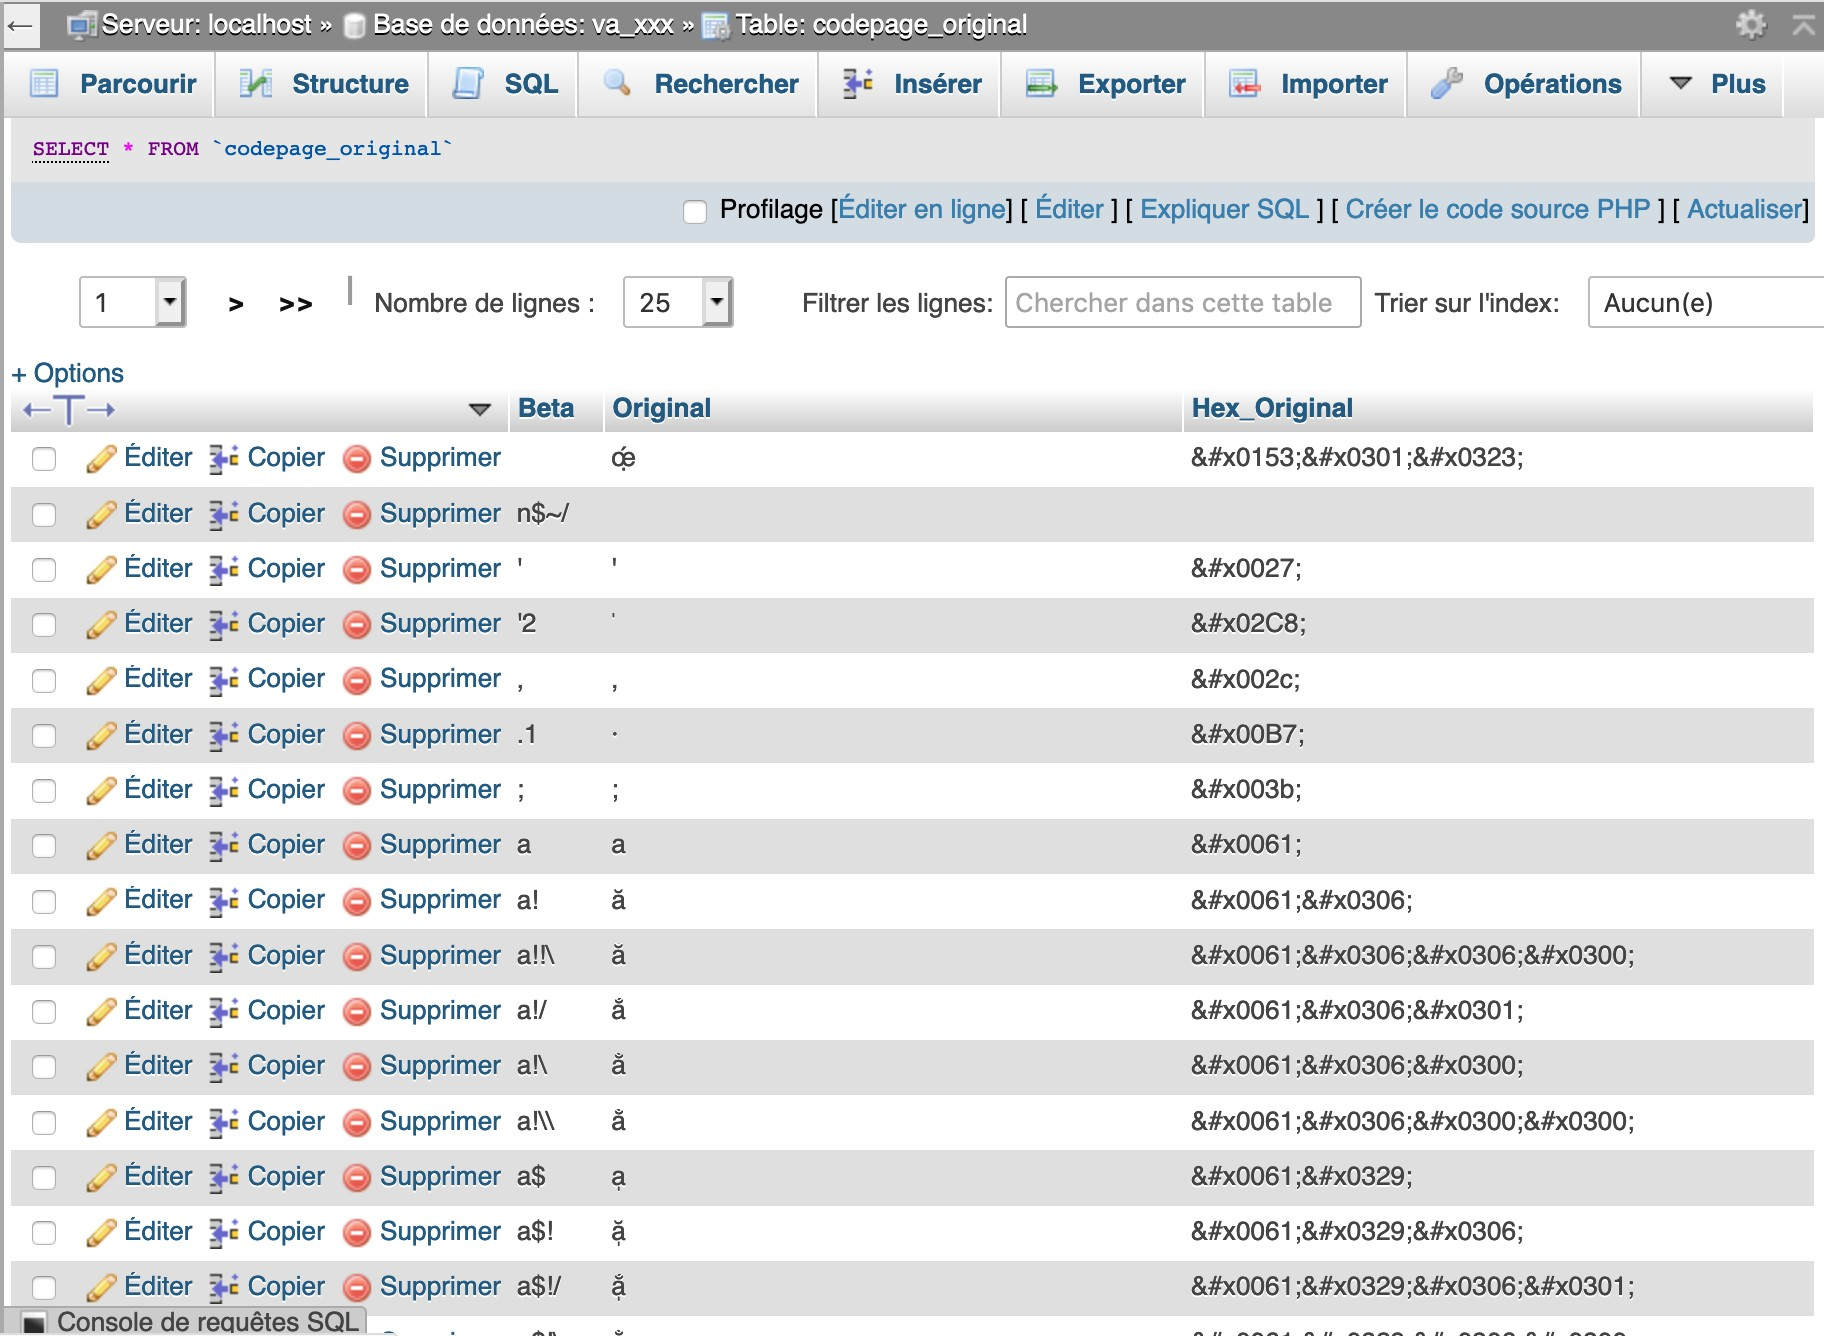 Serveur: localhost » Base de données: va_xxx » Table: codepage_original
Parcourir Structure SQL Rechercher Insérer Exporter Importer Opérations Plus
SELECT * FROM `codepage_original`
Profilage [Éditer en ligne] [ Éditer ] [ Expliquer SQL ] [ Créer le code source PHP ] [ Actualiser]
1 > >> | Nombre de lignes : 25 Filtrer les lignes: Chercher dans cette table Trier sur l'index: Aucun(e)
+ Options
←T→ Beta Original Hex_Original
Éditer Copier Supprimer œ̣́ &#x0153;&#x0301;&#x0323;
Éditer Copier Supprimer n$~/
Éditer Copier Supprimer ' ' &#x0027;
Éditer Copier Supprimer '2 ˈ &#x02C8;
Éditer Copier Supprimer , , &#x002c;
Éditer Copier Supprimer .1 · &#x00B7;
Éditer Copier Supprimer ; ; &#x003b;
Éditer Copier Supprimer a a &#x0061;
Éditer Copier Supprimer a! ă &#x0061;&#x0306;
Éditer Copier Supprimer a!!\ ă̆̀ &#x0061;&#x0306;&#x0306;&#x0300;
Éditer Copier Supprimer a!/ ắ &#x0061;&#x0306;&#x0301;
Éditer Copier Supprimer a!\ ằ &#x0061;&#x0306;&#x0300;
Éditer Copier Supprimer a!\\ ằ̀ &#x0061;&#x0306;&#x0300;&#x0300;
Éditer Copier Supprimer a$ a̩ &#x0061;&#x0329;
Éditer Copier Supprimer a$! ă̩ &#x0061;&#x0329;&#x0306;
Éditer Copier Supprimer a$!/ ắ̩ &#x0061;&#x0329;&#x0306;&#x0301;
Console de requêtes SQL